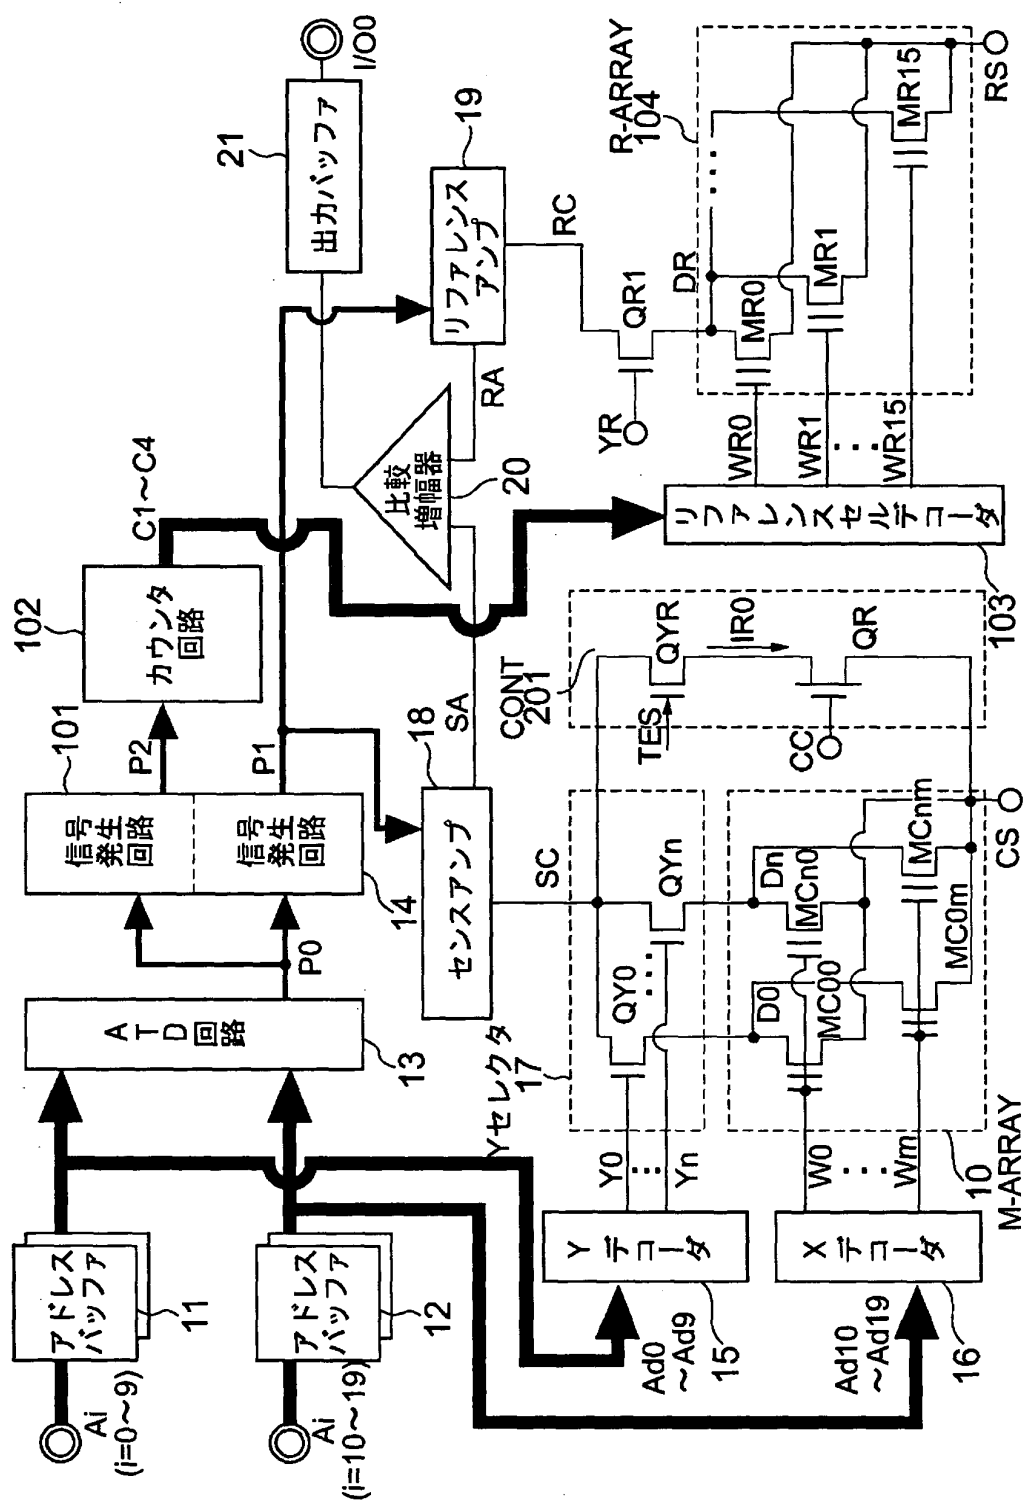 Ai
(i=0～9)
アドレス
バッファ
11
Ai
(i=10～19)
アドレス
バッファ
12
ATD回路
13
P0
信号
発生
回路
101
信号
発生
回路
14
P2
P1
カウンタ
回路
102
C1～C4
出力バッファ
21
I/O0
センスアンプ
18
SA
比較
増幅器
20
RA
リファレンス
アンプ
19
RC
Ad0
～Ad9
Yデコーダ
15
Y0
Yn
Yセレクタ
17
QY0
QYn
SC
CONT
201
TES
QYR
IR0
CC
QR
YR
QR1
DR
R-ARRAY
104
MR0
MR1
MR15
RS
WR0
WR1
WR15
リファレンスセルデコーダ
103
Ad10
～Ad19
Xデコーダ
16
W0
Wm
10
M-ARRAY
D0
Dn
MC00
MCn0
MC0m
MCnm
CS